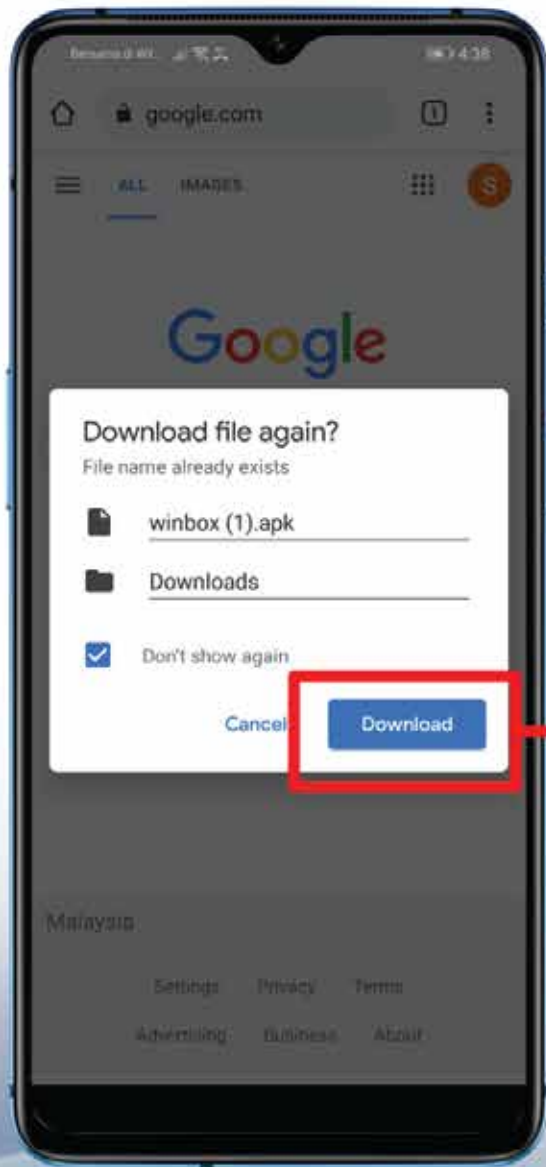 4:38
google.com
1
ALL IMAGES
S
Google
Download file again?
File name already exists
winbox (1).apk
Downloads
Don't show again
Cancel
Download
Malaysia
Settings Privacy Terms
Advertising Business About